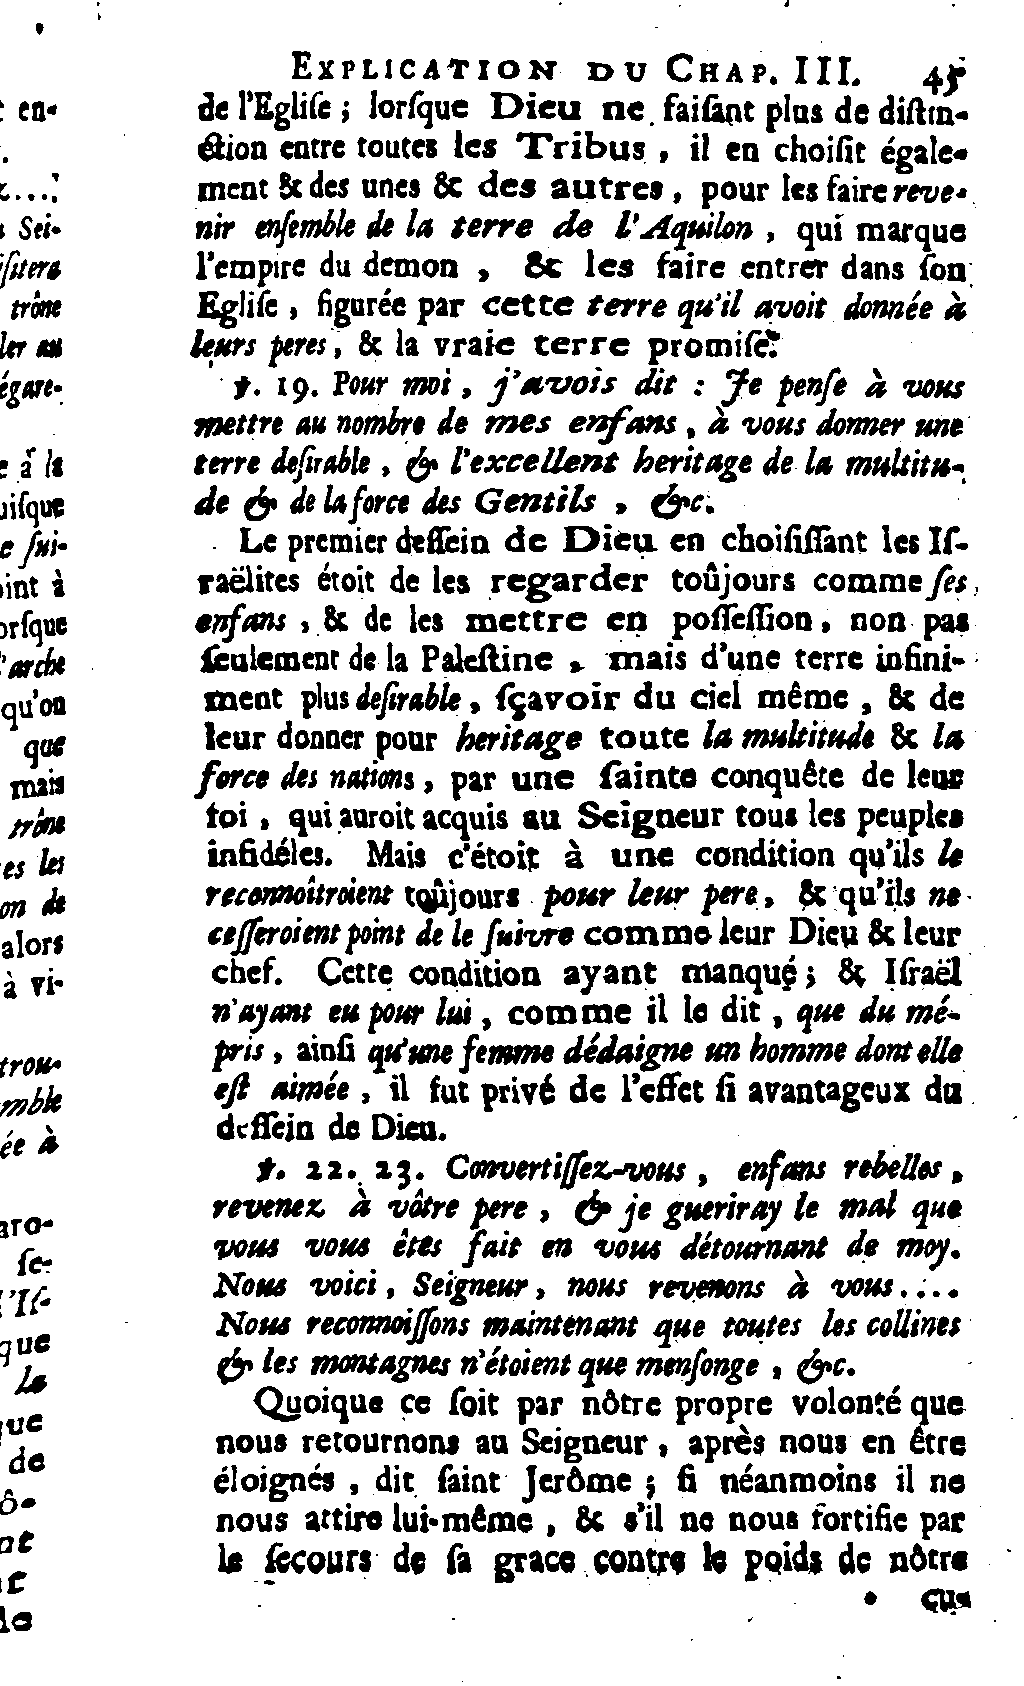 EXPLICATION DU CHAP. III. 45
de l'Egliſe ; lorſque Dieu ne faiſant plus de diſtin-
ction entre toutes les Tribus , il en choiſit égale-
ment & des unes & des autres , pour les faire reve-
nir enſemble de la terre de l'Aquilon , qui marque
l'empire du demon , & les faire entrer dans ſon
Egliſe , figurée par cette terre qu'il avoit donnée à
leurs peres , & la vraie terre promiſe.
℣. 19. Pour moi , j'avois dit : Je penſe à vous
mettre au nombre de mes enfans , à vous donner une
terre deſirable , & l'excellent heritage de la multitu-
de & de la force des Gentils , &c.
Le premier deſſein de Dieu en choiſiſſant les Iſ-
raëlites étoit de les regarder toûjours comme ſes
enfans , & de les mettre en poſſeſſion , non pas
ſeulement de la Paleſtine , mais d'une terre infini-
ment plus deſirable , ſçavoir du ciel même , & de
leur donner pour heritage toute la multitude & la
force des nations , par une ſainte conquête de leur
foi , qui auroit acquis au Seigneur tous les peuples
infidéles. Mais c'étoit à une condition qu'ils le
reconnoîtroient toûjours pour leur pere , & qu'ils ne
ceſſeroient point de le ſuivre comme leur Dieu & leur
chef. Cette condition ayant manqué ; & Iſraël
n'ayant eu pour lui , comme il le dit , que du mé-
pris , ainſi qu'une femme dédaigne un homme dont elle
eſt aimée , il fut privé de l'effet ſi avantageux du
deſſein de Dieu.
℣. 22. 23. Convertiſſez-vous , enfans rebelles ,
revenez à vôtre pere , & je gueriray le mal que
vous vous êtes fait en vous détournant de moy.
Nous voici , Seigneur , nous revenons à vous....
Nous reconnoiſſons maintenant que toutes les collines
& les montagnes n'étoient que menſonge , &c.
Quoique ce ſoit par nôtre propre volonté que
nous retournons au Seigneur , après nous en être
éloignés , dit ſaint Jerôme ; ſi néanmoins il ne
nous attire lui-même , & s'il ne nous fortifie par
le ſecours de ſa grace contre le poids de nôtre
cu-